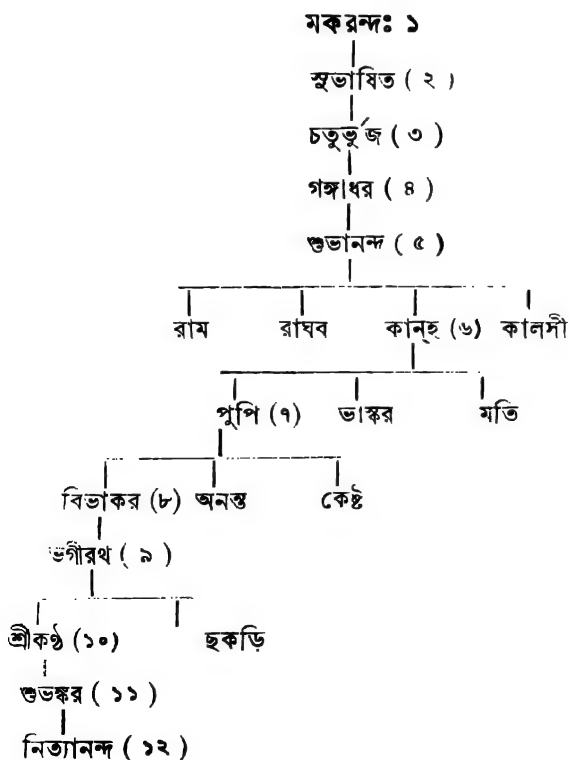 মকরন্দঃ ১
সুভাষিত ( ২ )
চতুর্ভুজ ( ৩ )
গঙ্গাধর ( ৪ )
শুভানন্দ ( ৫ )
রাম রাঘব কান্হ (৬) কালসী
পুপি (৭) ভাস্কর মতি
বিভাকর (৮) অনন্ত কেষ্ট
ভগীরথ ( ৯ )
শ্রীকণ্ঠ (১০) ছকড়ি
শুভঙ্কর ( ১১ )
নিত্যানন্দ ( ১২ )